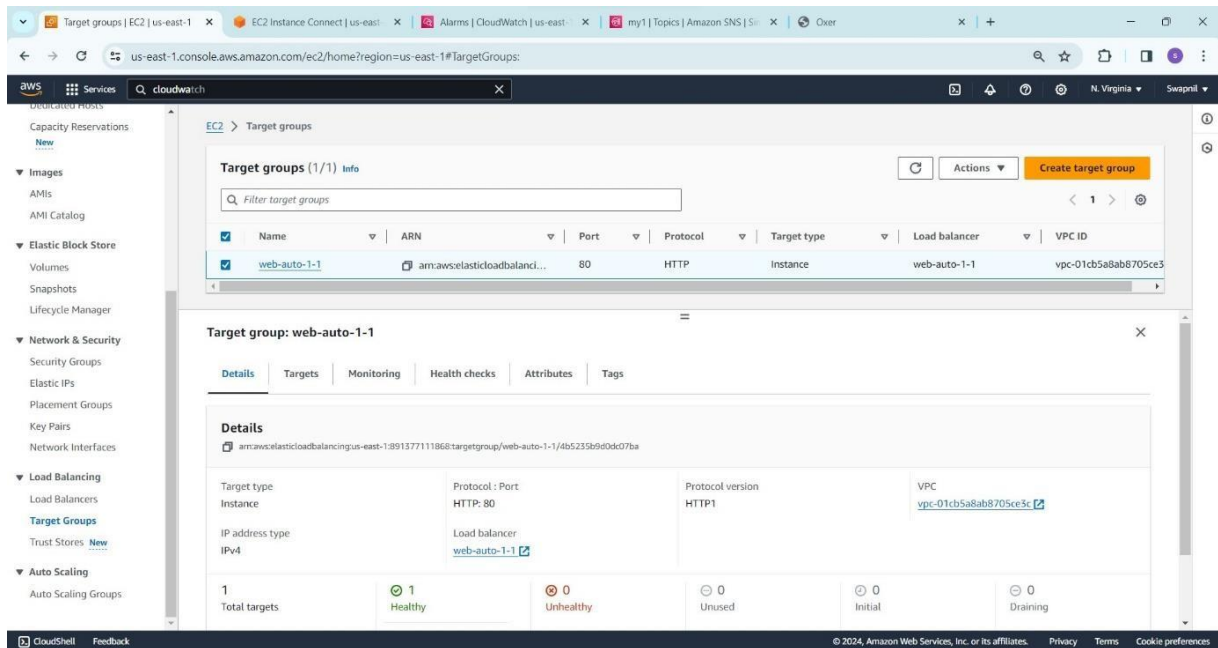 Target groups | EC2 | us-east-1
EC2 Instance Connect | us-east
Alarms | CloudWatch | us-east-
my1 | Topics | Amazon SNS | Si
Oxer
us-east-1.console.aws.amazon.com/ec2/home?region=us-east-1#TargetGroups:
S
aws Services cloudwatch N. Virginia Swapnil
Dedicated Hosts
Capacity Reservations
New
Images
AMIs
AMI Catalog
Elastic Block Store
Volumes
Snapshots
Lifecycle Manager
Network & Security
Security Groups
Elastic IPs
Placement Groups
Key Pairs
Network Interfaces
Load Balancing
Load Balancers
Target Groups
Trust Stores New
Auto Scaling
Auto Scaling Groups
EC2 > Target groups
Target groups (1/1) Info
Actions
Create target group
Filter target groups
1
Name ARN Port Protocol Target type Load balancer VPC ID
web-auto-1-1 arn:aws:elasticloadbalanci... 80 HTTP Instance web-auto-1-1 vpc-01cb5a8ab8705ce3
Target group: web-auto-1-1
Details Targets Monitoring Health checks Attributes Tags
Details
arn:aws:elasticloadbalancing:us-east-1:891377111868:targetgroup/web-auto-1-1/4b5235b9d0dc07ba
Target type Protocol : Port Protocol version VPC
Instance HTTP: 80 HTTP1 vpc-01cb5a8ab8705ce3c
IP address type Load balancer
IPv4 web-auto-1-1
1 1 0 0 0 0
Total targets Healthy Unhealthy Unused Initial Draining
CloudShell Feedback © 2024, Amazon Web Services, Inc. or its affiliates. Privacy Terms Cookie preferences